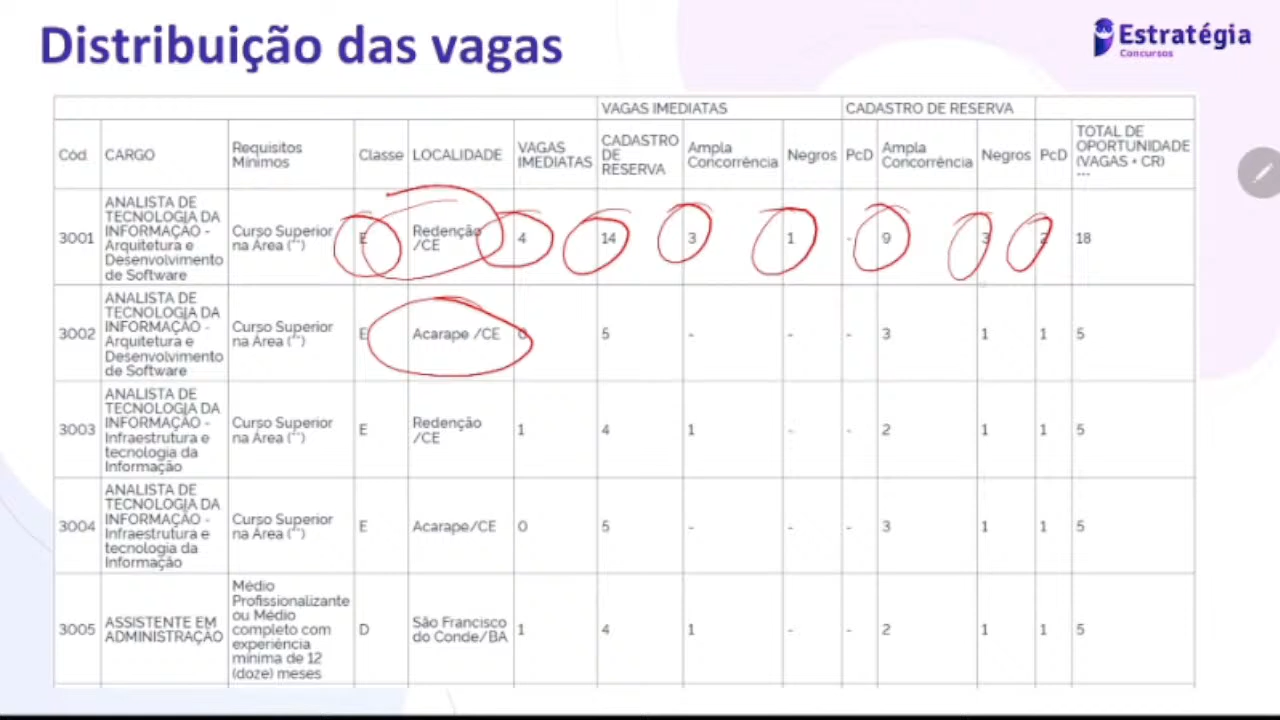 Distribuição das vagas
Estratégia
Concursos
VAGAS IMEDIATAS
CADASTRO DE RESERVA
Cód.
CARGO
Requisitos
Mínimos
Classe
LOCALIDADE
VAGAS
IMEDIATAS
CADASTRO
DE
RESERVA
Ampla
Concorrência
Negros
PcD
Ampla
Concorrência
Negros
PcD
TOTAL DE
OPORTUNIDADE
(VAGAS + CR)
---
3001
ANALISTA DE
TECNOLOGIA DA
INFORMAÇÃO -
Arquitetura e
Desenvolvimento
de Software
Curso Superior
na Área (**)
E
Redenção
/CE
4
14
3
1
-
9
3
2
18
3002
ANALISTA DE
TECNOLOGIA DA
INFORMAÇÃO -
Arquitetura e
Desenvolvimento
de Software
Curso Superior
na Área (**)
E
Acarape /CE
0
5
-
-
-
3
1
1
5
3003
ANALISTA DE
TECNOLOGIA DA
INFORMAÇÃO -
Infraestrutura e
tecnologia da
Informação
Curso Superior
na Área (**)
E
Redenção
/CE
1
4
1
-
-
2
1
1
5
3004
ANALISTA DE
TECNOLOGIA DA
INFORMAÇÃO -
Infraestrutura e
tecnologia da
Informação
Curso Superior
na Área (**)
E
Acarape/CE
0
5
-
-
-
3
1
1
5
3005
ASSISTENTE EM
ADMINISTRAÇÃO
Médio
Profissionalizante
ou Médio
completo com
experiência
mínima de 12
(doze) meses
D
São Francisco
do Conde/BA
1
4
1
-
-
2
1
1
5